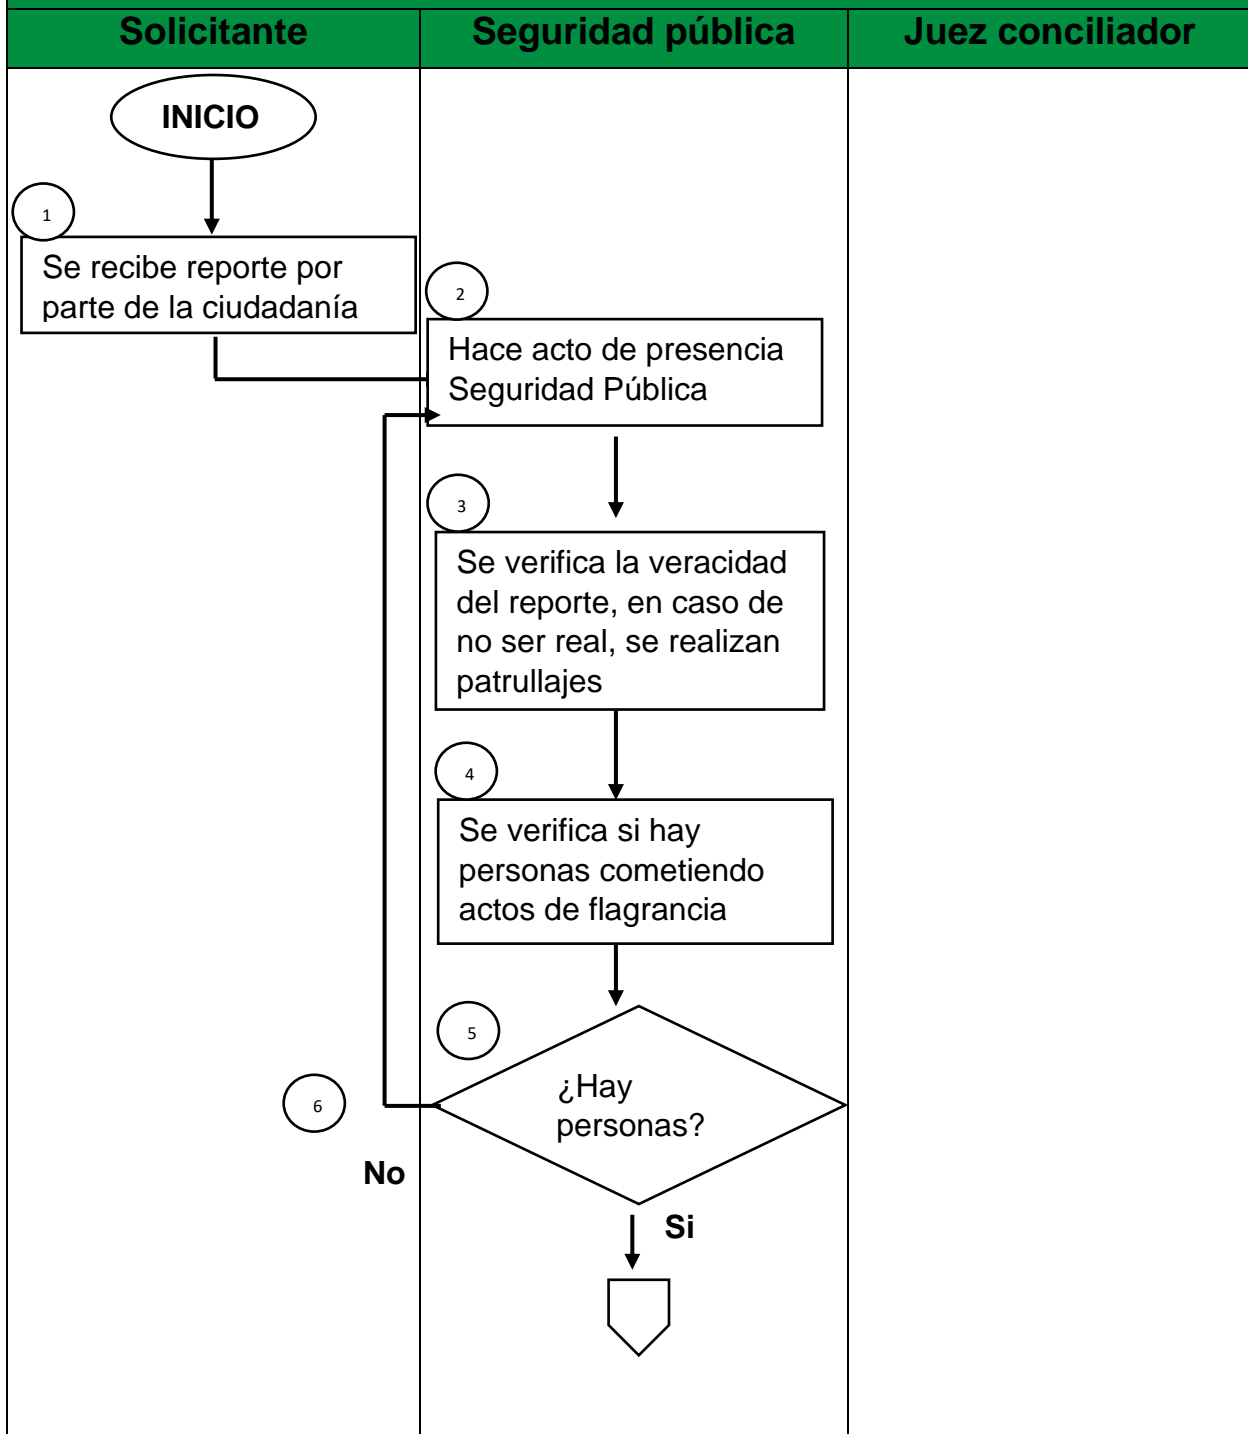 Solicitante
Seguridad pública
Juez conciliador
INICIO
1
Se recibe reporte por
parte de la ciudadanía
2
Hace acto de presencia
Seguridad Pública
3
Se verifica la veracidad
del reporte, en caso de
no ser real, se realizan
patrullajes
4
Se verifica si hay
personas cometiendo
actos de flagrancia
5
¿Hay
personas?
6
No
Si